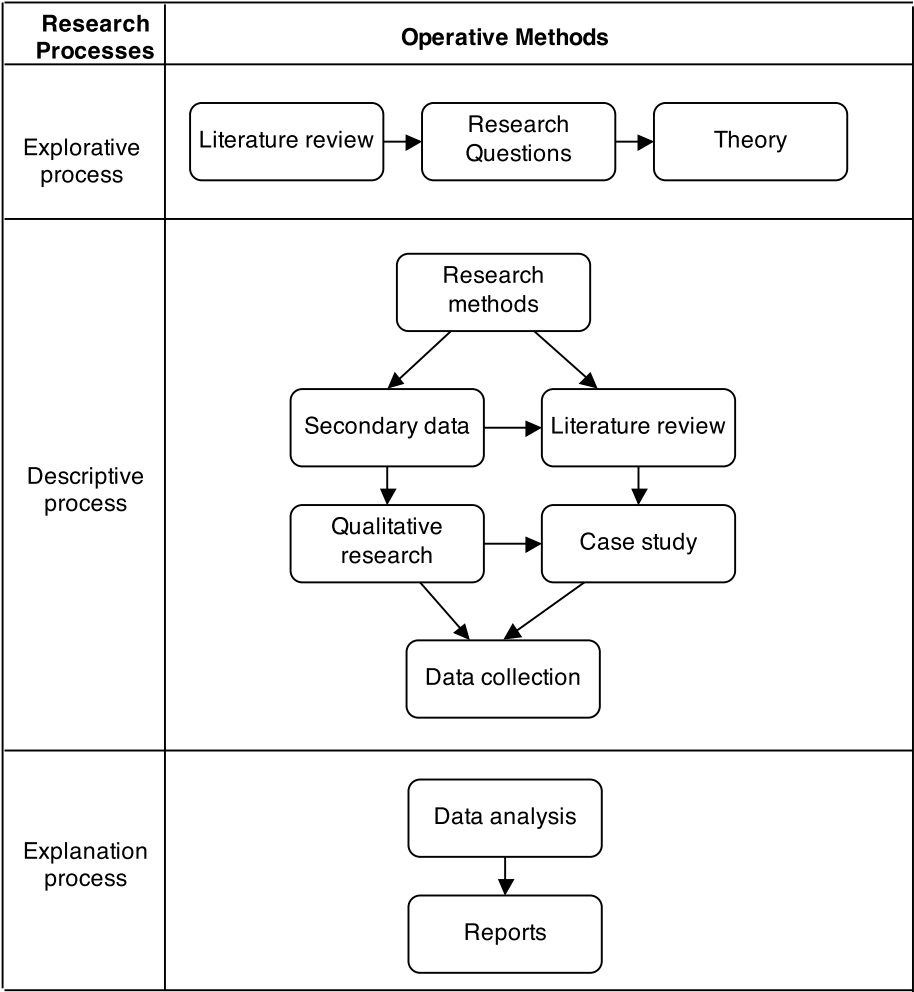 Research
Processes
Operative Methods
Explorative
process
Literature review
Research
Questions
Theory
Descriptive
process
Research
methods
Secondary data
Literature review
Qualitative
research
Case study
Data collection
Explanation
process
Data analysis
Reports